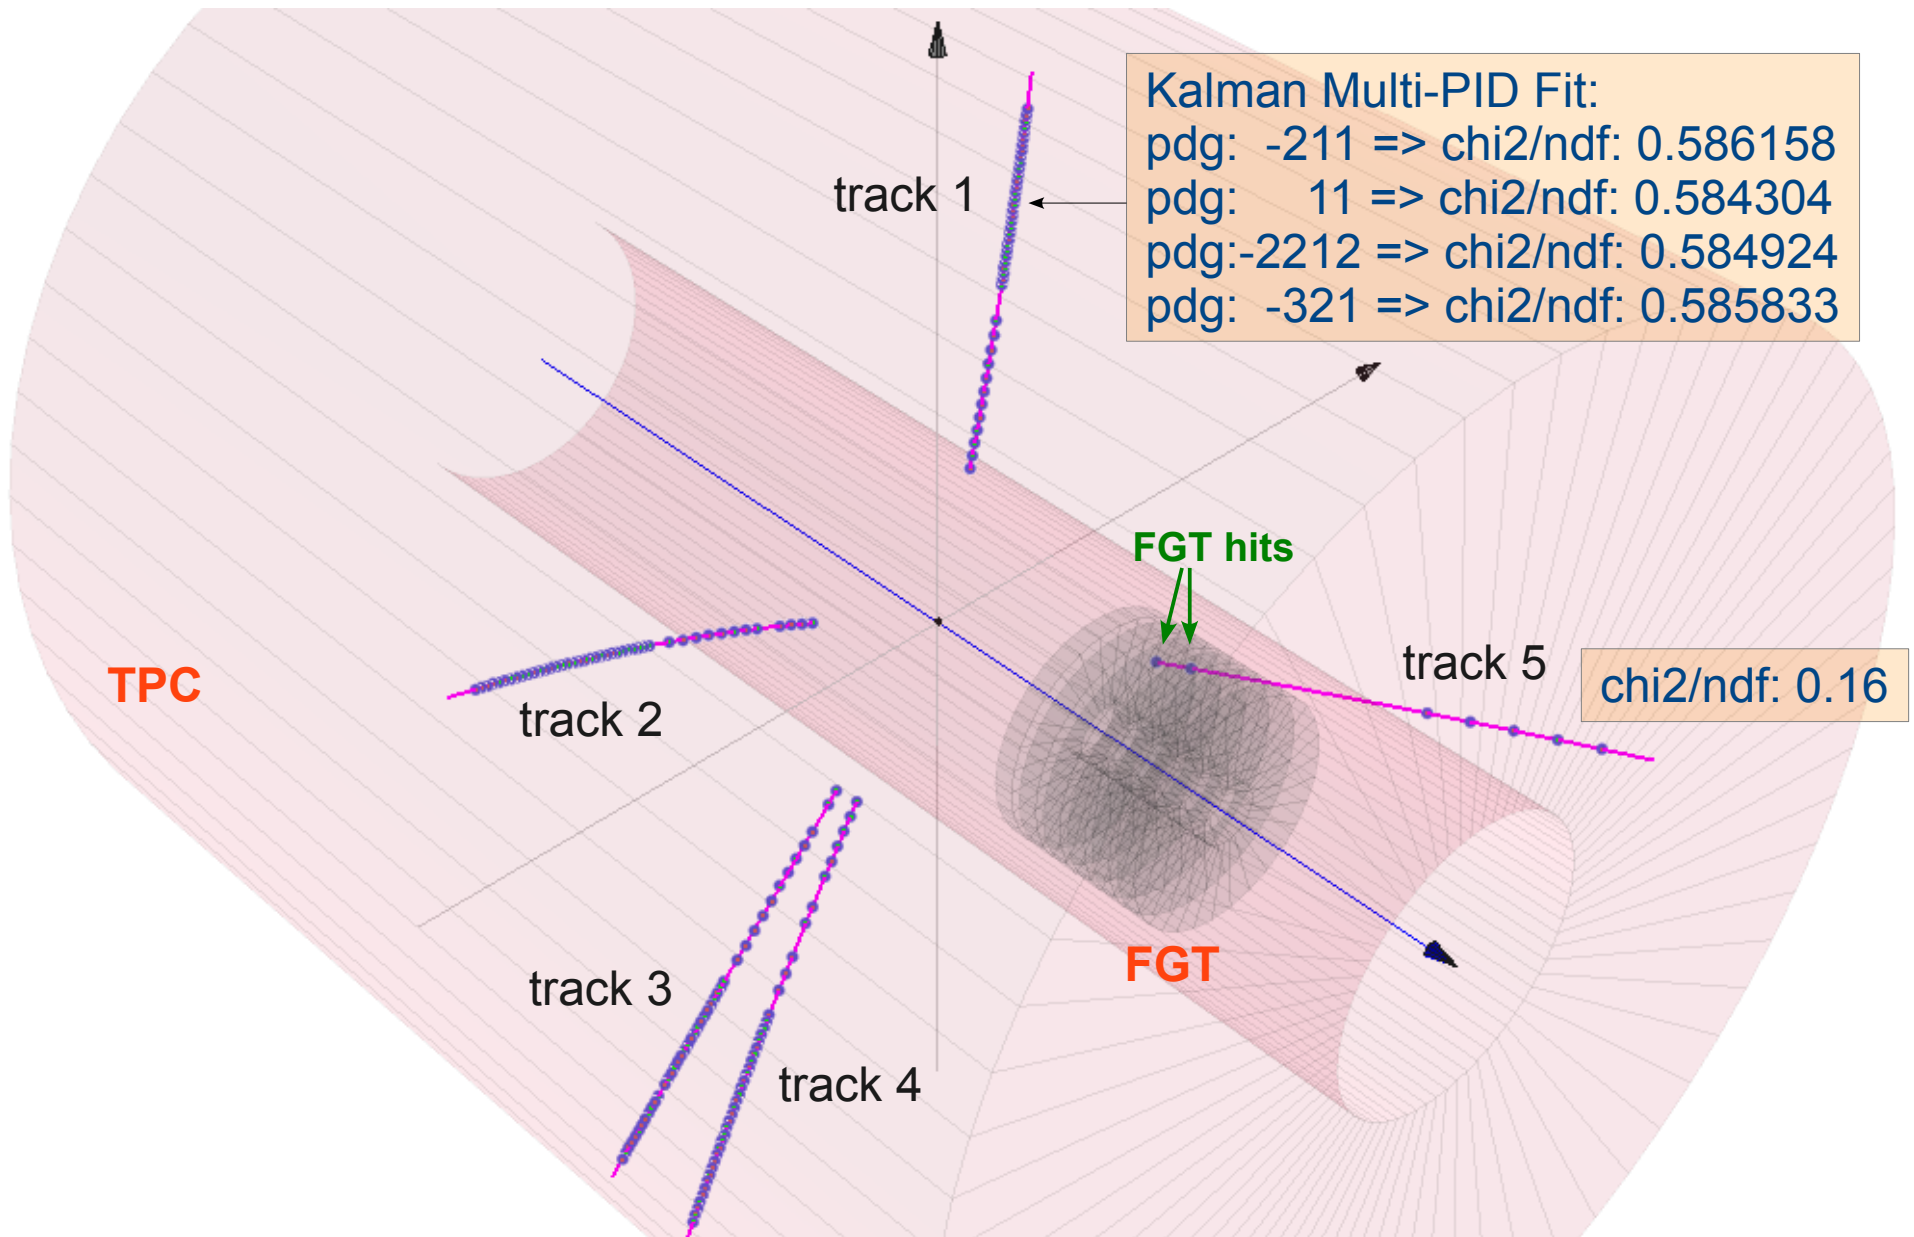 Kalman Multi-PID Fit:
pdg: -211 => chi2/ndf: 0.586158
pdg: 11 => chi2/ndf: 0.584304
pdg:-2212 => chi2/ndf: 0.584924
pdg: -321 => chi2/ndf: 0.585833
track 1
FGT hits
track 5
chi2/ndf: 0.16
TPC
track 2
FGT
track 3
track 4